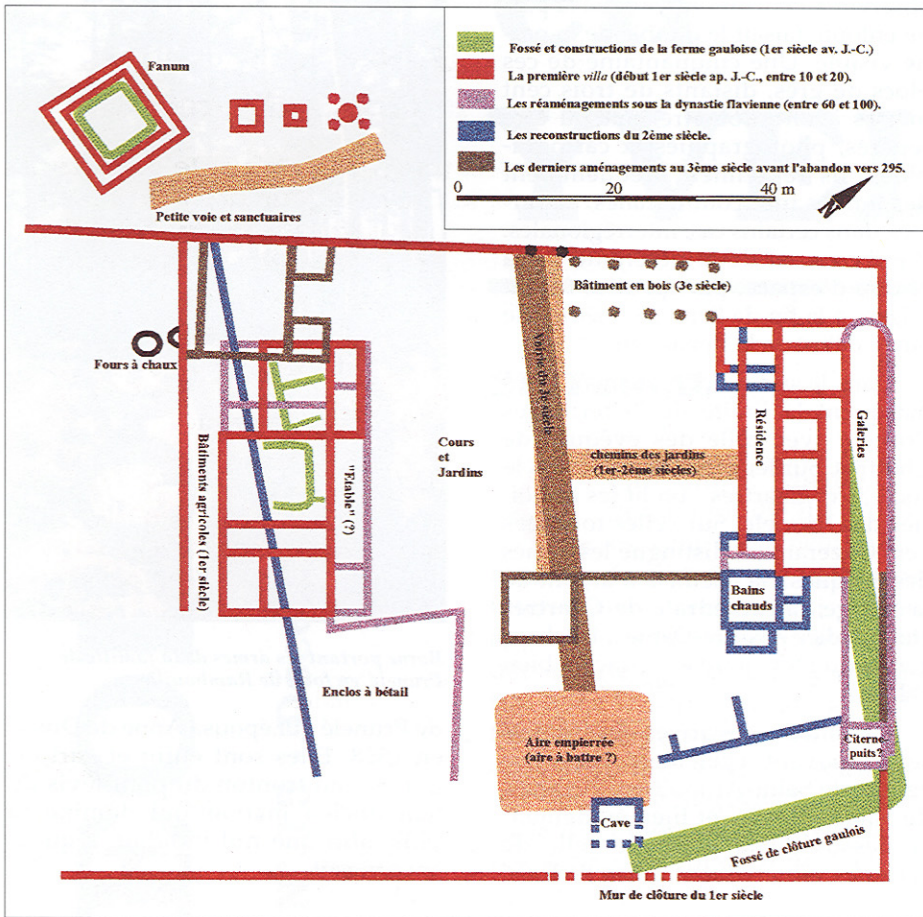 Fossé et constructions de la ferme gauloise (1er siècle av. J.-C.)
La première villa (début 1er siècle ap. J.-C., entre 10 et 20).
Les réaménagements sous la dynastie flavienne (entre 60 et 100).
Les reconstructions du 2ème siècle.
Les derniers aménagements au 3ème siècle avant l'abandon vers 295.
0 20 40 m
Fanum
Petite voie et sanctuaires
Bâtiment en bois (3e siècle)
Fours à chaux
Bâtiments agricoles (1er siècle)
"Etable" (?)
Cours
et
Jardins
chemins des jardins
(1er-2ème siècles)
Résidence
Galeries
Bains
chauds
Enclos à bétail
Aire empierrée
(aire à battre ?)
Citerne
puits?
Cave
Fossé de clôture gaulois
Mur de clôture du 1er siècle